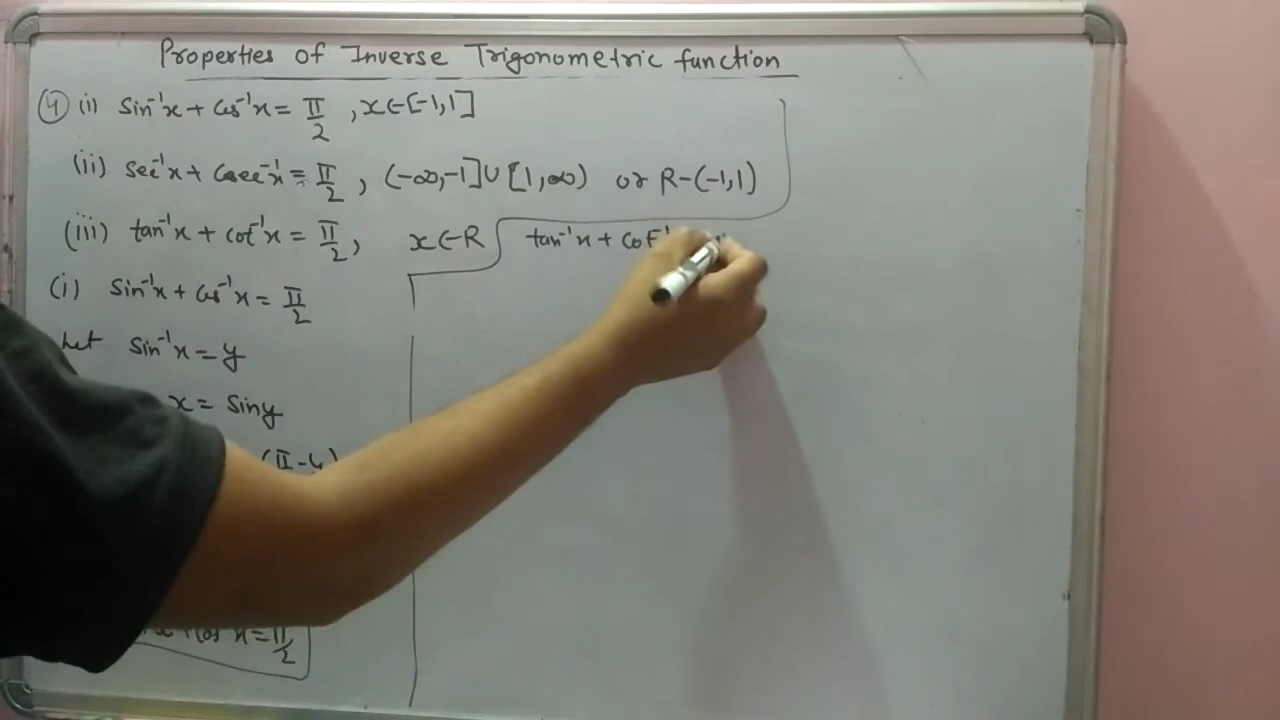 Properties of Inverse Trigonometric function
(4) (i) Sin⁻¹x + Cos⁻¹x = π/2 , x∈[-1,1]
(ii) sec⁻¹x + Cosec⁻¹x = π/2 , (-∞,-1]∪[1,∞) or R-(-1,1)
(iii) tan⁻¹x + cot⁻¹x = π/2, x∈R
tan⁻¹x + cot⁻¹
(i) Sin⁻¹x + Cos⁻¹x = π/2
Let Sin⁻¹x = y
x = Siny
(π/2 - y)
+ Cos⁻¹x = π/2